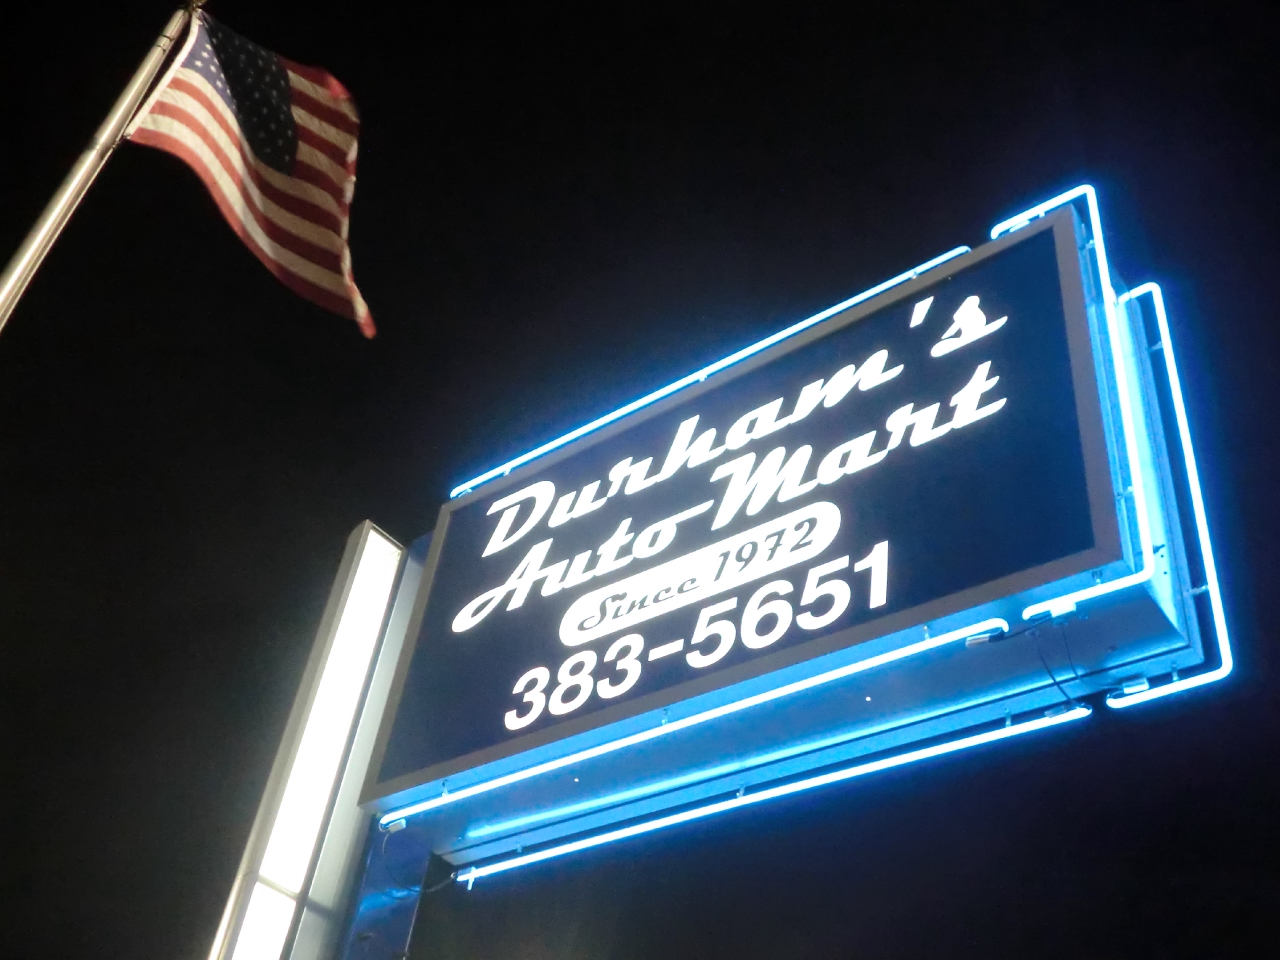 Durham's
Auto Mart
Since 1972
383-5651